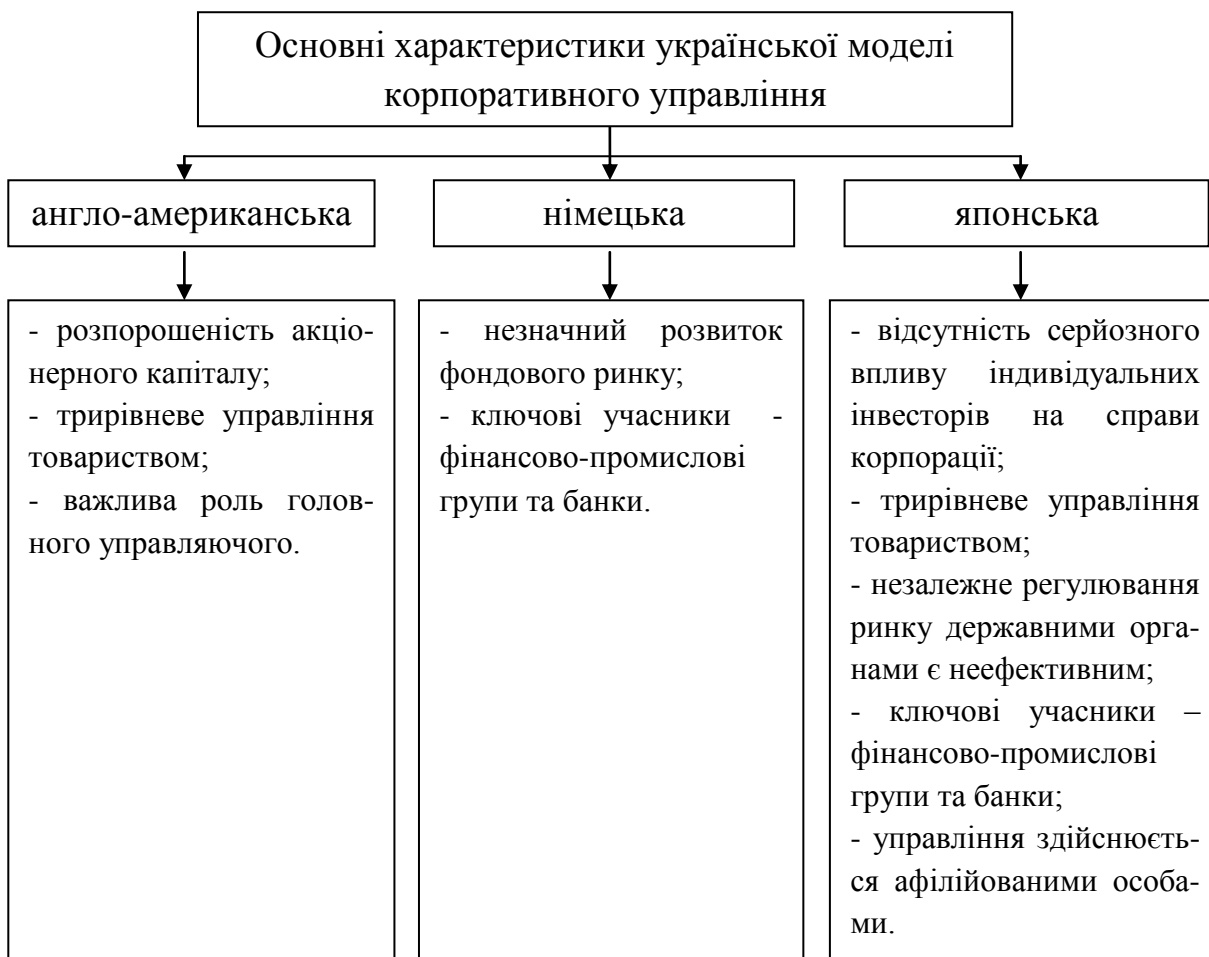 Основні характеристики української моделі
корпоративного управління
англо-американська
німецька
японська
- розпорошеність акціо-
нерного капіталу;
- трирівневе управління
товариством;
- важлива роль голов-
ного управляючого.
- незначний розвиток
фондового ринку;
- ключові учасники -
фінансово-промислові
групи та банки.
- відсутність серйозного
впливу індивідуальних
інвесторів на справи
корпорації;
- трирівневе управління
товариством;
- незалежне регулювання
ринку державними орга-
нами є неефективним;
- ключові учасники –
фінансово-промислові
групи та банки;
- управління здійснюєть-
ся афілійованими особа-
ми.